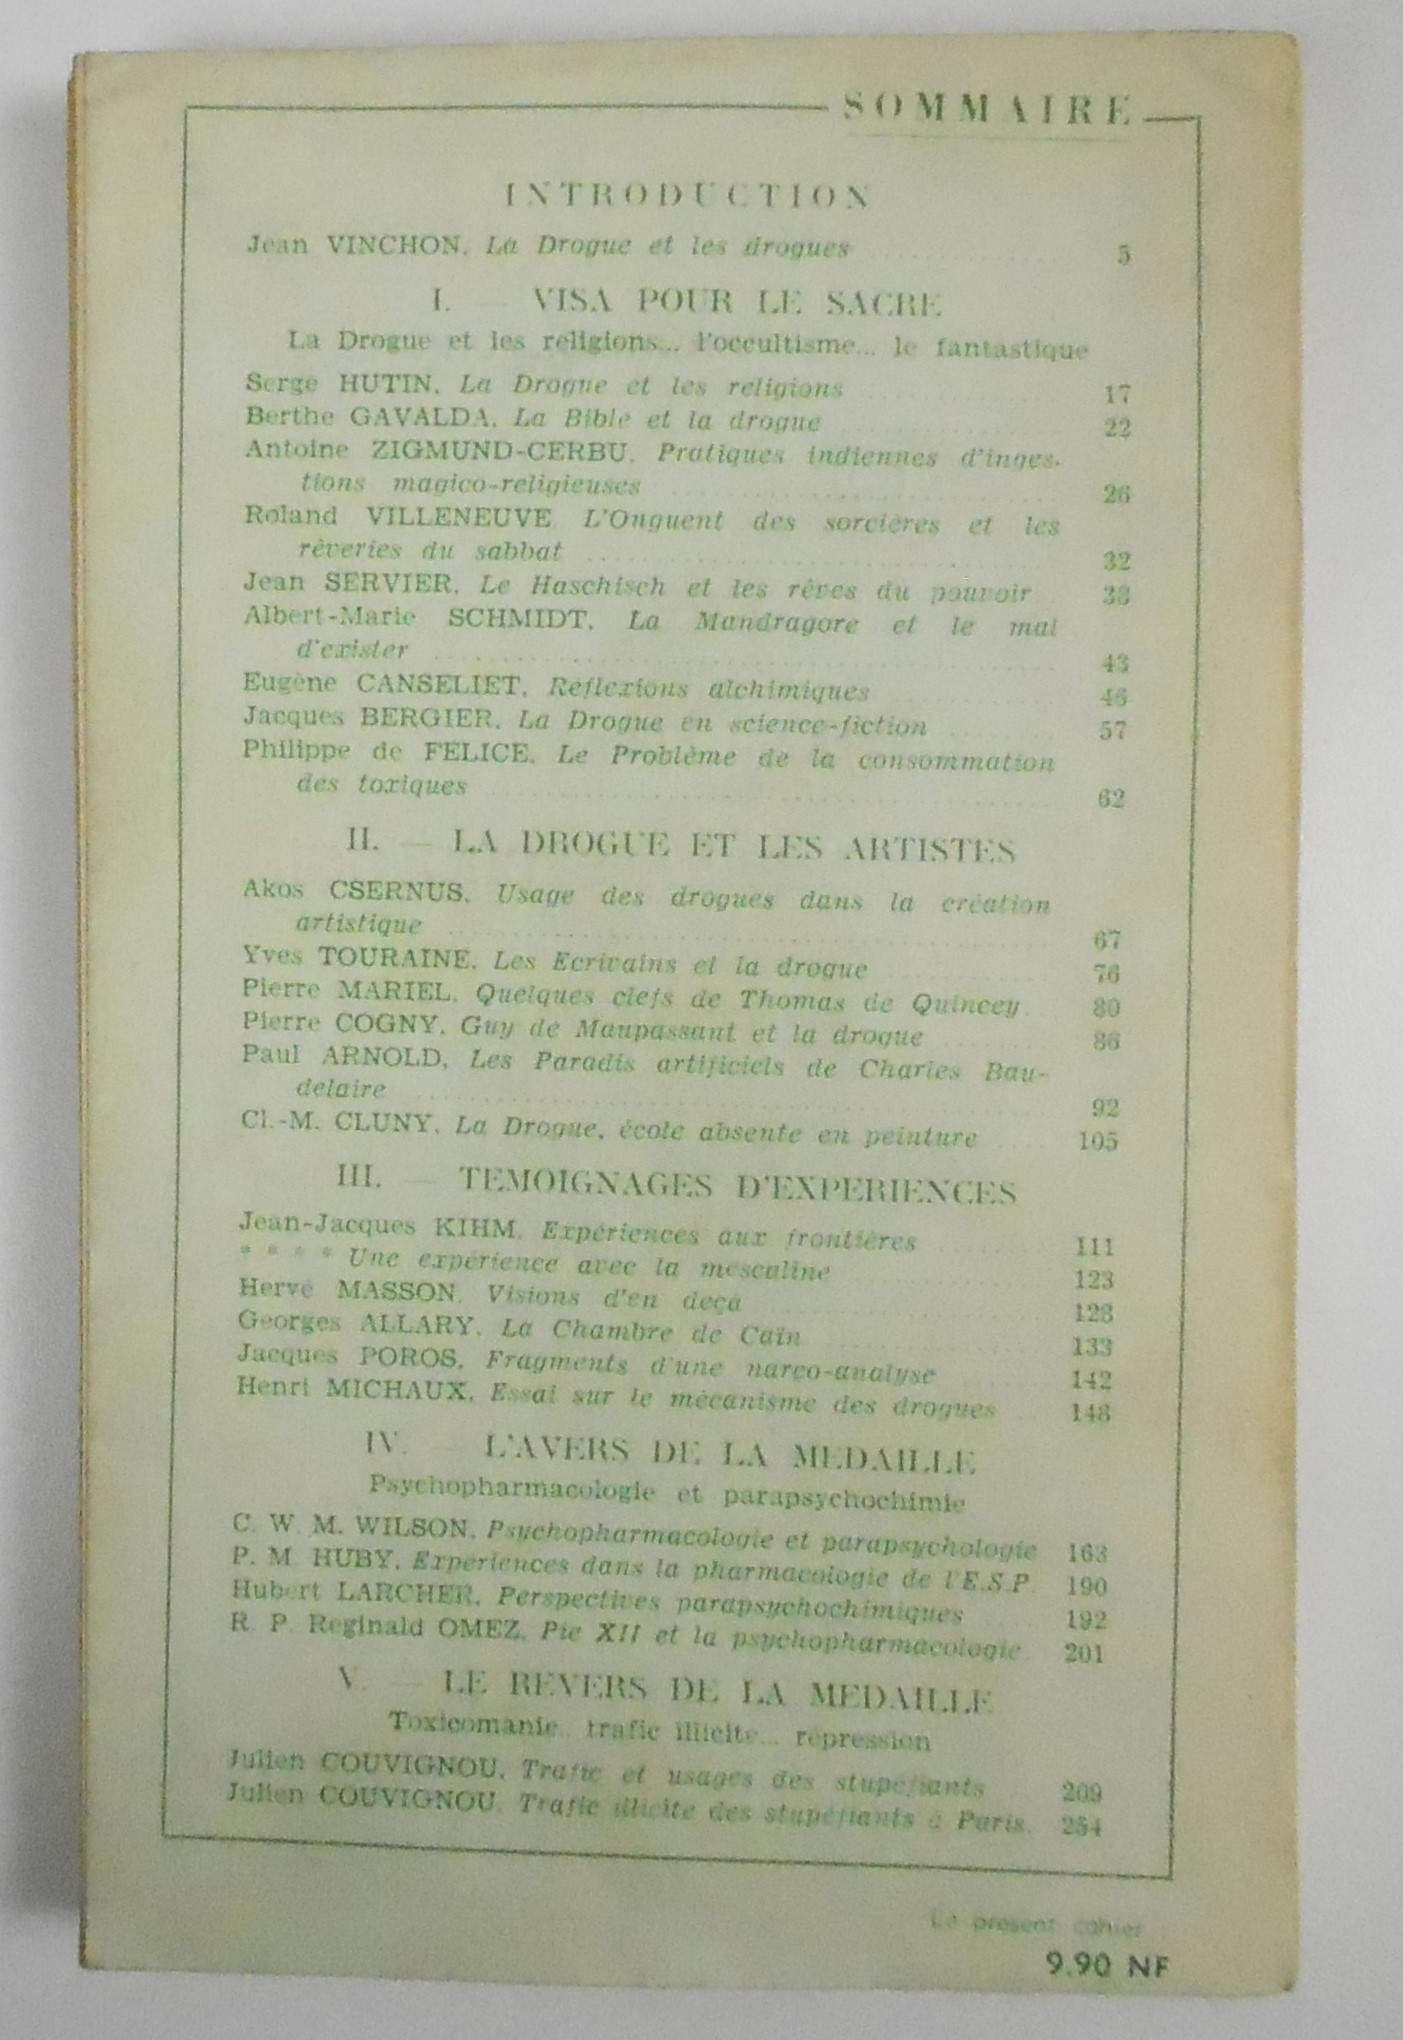 SOMMAIRE
INTRODUCTION
Jean VINCHON. La Drogue et les drogues 5
I. — VISA POUR LE SACRE
La Drogue et les religions... l'occultisme... le fantastique
Serge HUTIN. La Drogue et les religions 17
Berthe GAVALDA. La Bible et la drogue 22
Antoine ZIGMUND-CERBU. Pratiques indiennes d'inges-
tions magico-religieuses 26
Roland VILLENEUVE. L'Onguent des sorcières et les
rêveries du sabbat 32
Jean SERVIER. Le Haschisch et les rêves du pouvoir 38
Albert-Marie SCHMIDT. La Mandragore et le mal
d'exister 43
Eugène CANSELIET. Réflexions alchimiques 46
Jacques BERGIER. La Drogue en science-fiction 57
Philippe de FELICE. Le Problème de la consommation
des toxiques 62
II. — LA DROGUE ET LES ARTISTES
Akos CSERNUS. Usage des drogues dans la création
artistique 67
Yves TOURAINE. Les Ecrivains et la drogue 76
Pierre MARIEL. Quelques clefs de Thomas de Quincey 80
Pierre COGNY. Guy de Maupassant et la drogue 86
Paul ARNOLD. Les Paradis artificiels de Charles Bau-
delaire 92
Cl.-M. CLUNY. La Drogue, école absente en peinture 105
III. — TEMOIGNAGES D'EXPERIENCES
Jean-Jacques KIHM. Expériences aux frontières 111
* * * * Une expérience avec la mescaline 123
Hervé MASSON. Visions d'en deça 128
Georges ALLARY. La Chambre de Caïn 133
Jacques POROS. Fragments d'une narco-analyse 142
Henri MICHAUX. Essai sur le mécanisme des drogues 148
IV. — L'AVERS DE LA MEDAILLE
Psychopharmacologie et parapsychochimie
C. W. M. WILSON. Psychopharmacologie et parapsychologie 163
P. M. HUBY. Expériences dans la pharmacologie de l'E.S.P. 190
Hubert LARCHER. Perspectives parapsychochimiques 192
R. P. Reginald OMEZ. Pie XII et la psychopharmacologie 201
V. — LE REVERS DE LA MEDAILLE
Toxicomanie... trafic illicite... répression
Julien COUVIGNOU. Trafic et usages des stupéfiants 209
Julien COUVIGNOU. Trafic illicite des stupéfiants à Paris. 254
Le présent cahier
9.90 NF